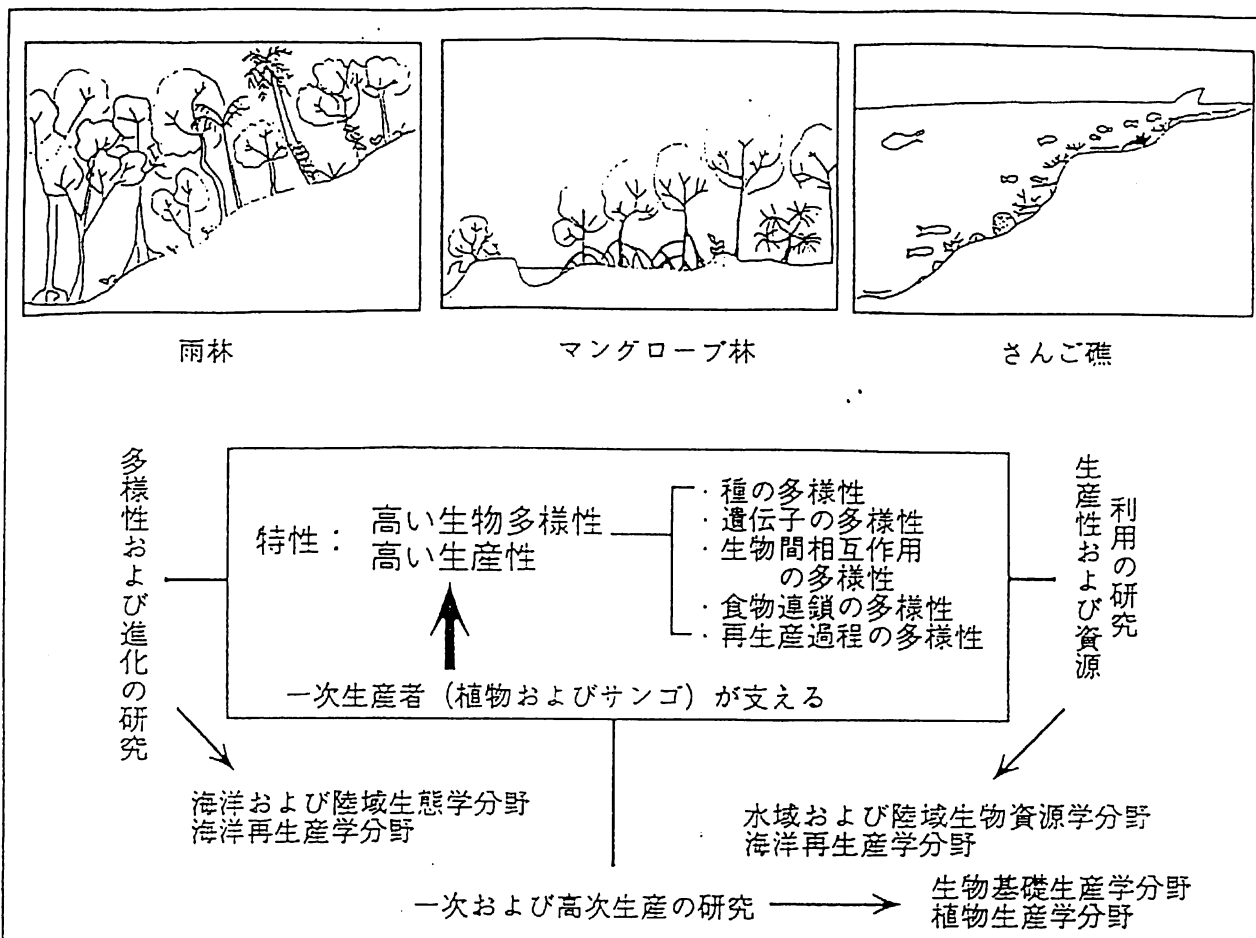 雨林
マングローブ林
さんご礁
多様性および進化の研究
特性：
高い生物多様性
高い生産性
・種の多様性
・遺伝子の多様性
・生物間相互作用
の多様性
・食物連鎖の多様性
・再生産過程の多様性
一次生産者（植物およびサンゴ）が支える
生産性および資源
利用の研究
海洋および陸域生態学分野
海洋再生産学分野
水域および陸域生物資源学分野
海洋再生産学分野
一次および高次生産の研究
生物基礎生産学分野
植物生産学分野